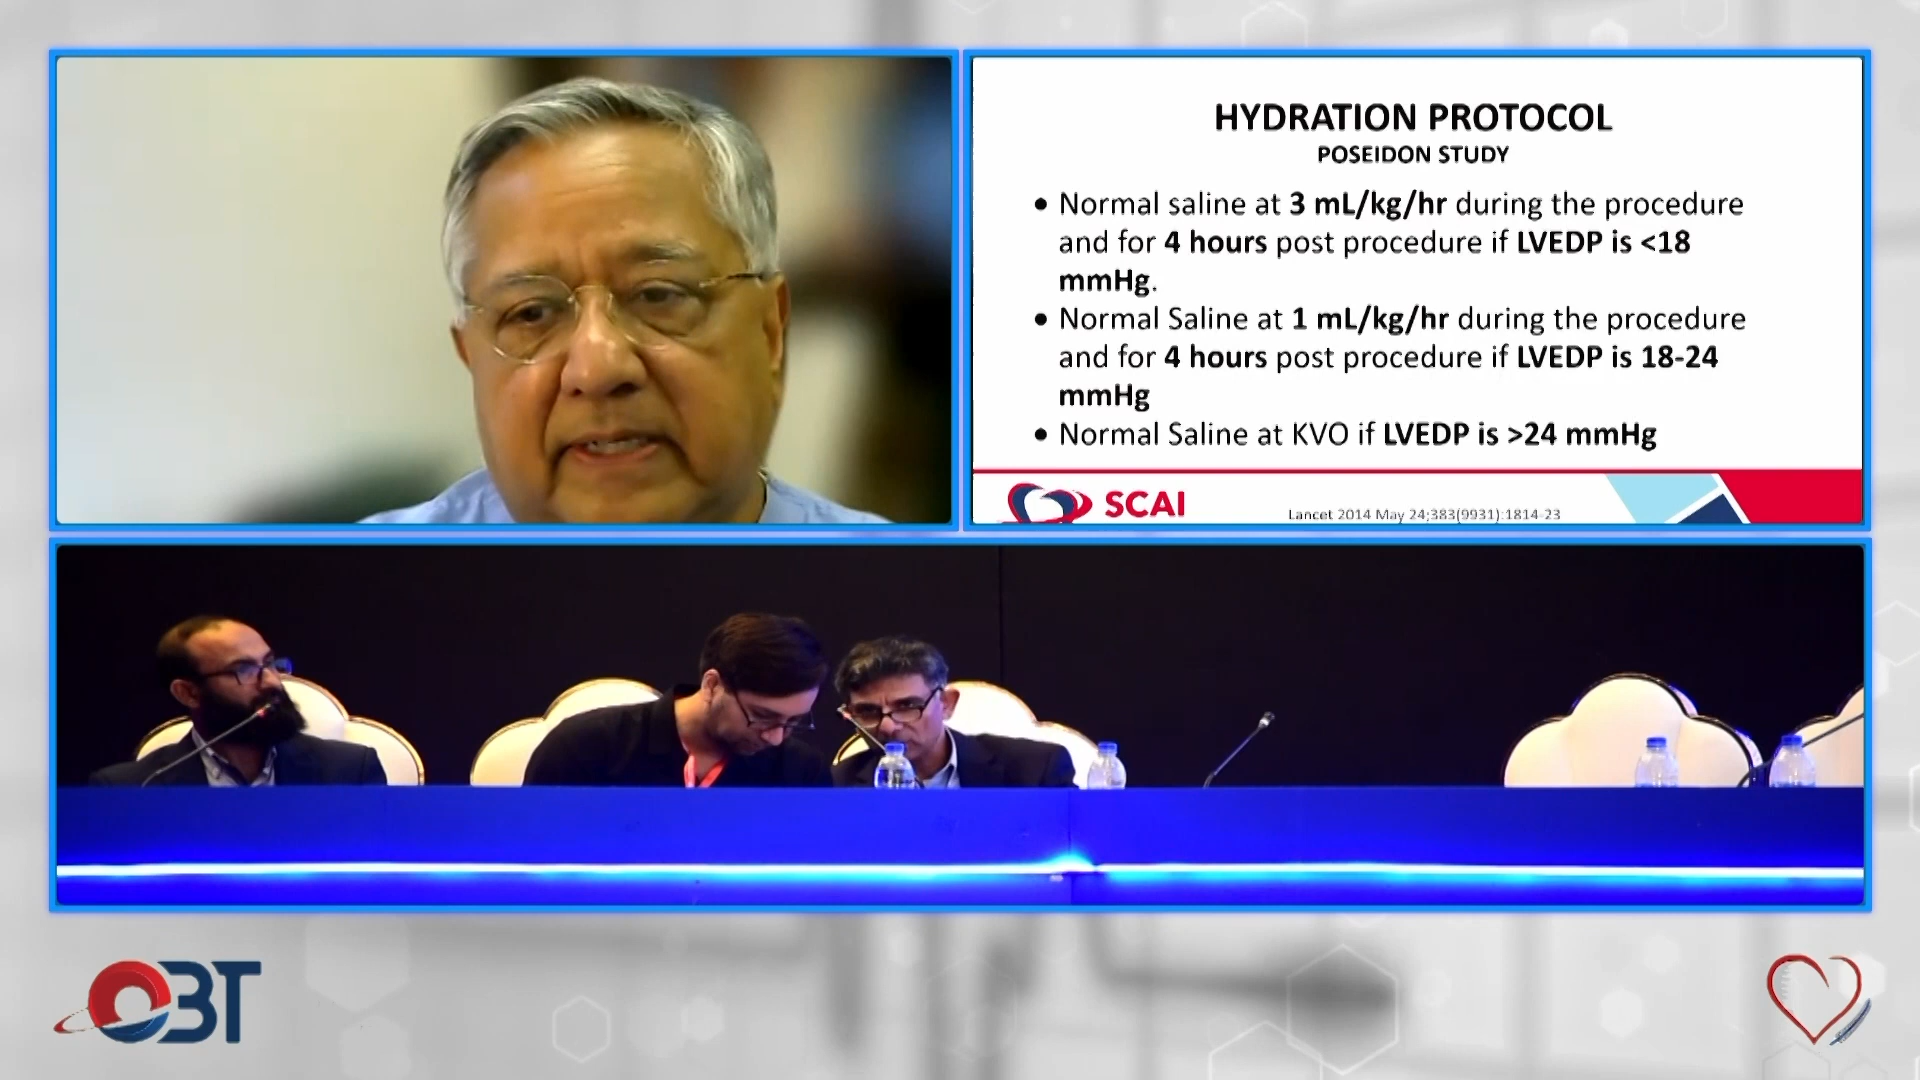 HYDRATION PROTOCOL
POSEIDON STUDY
• Normal saline at 3 mL/kg/hr during the procedure
and for 4 hours post procedure if LVEDP is <18
mmHg.
• Normal Saline at 1 mL/kg/hr during the procedure
and for 4 hours post procedure if LVEDP is 18-24
mmHg
• Normal Saline at KVO if LVEDP is >24 mmHg
SCAI
Lancet 2014 May 24;383(9931):1814-23
OBT